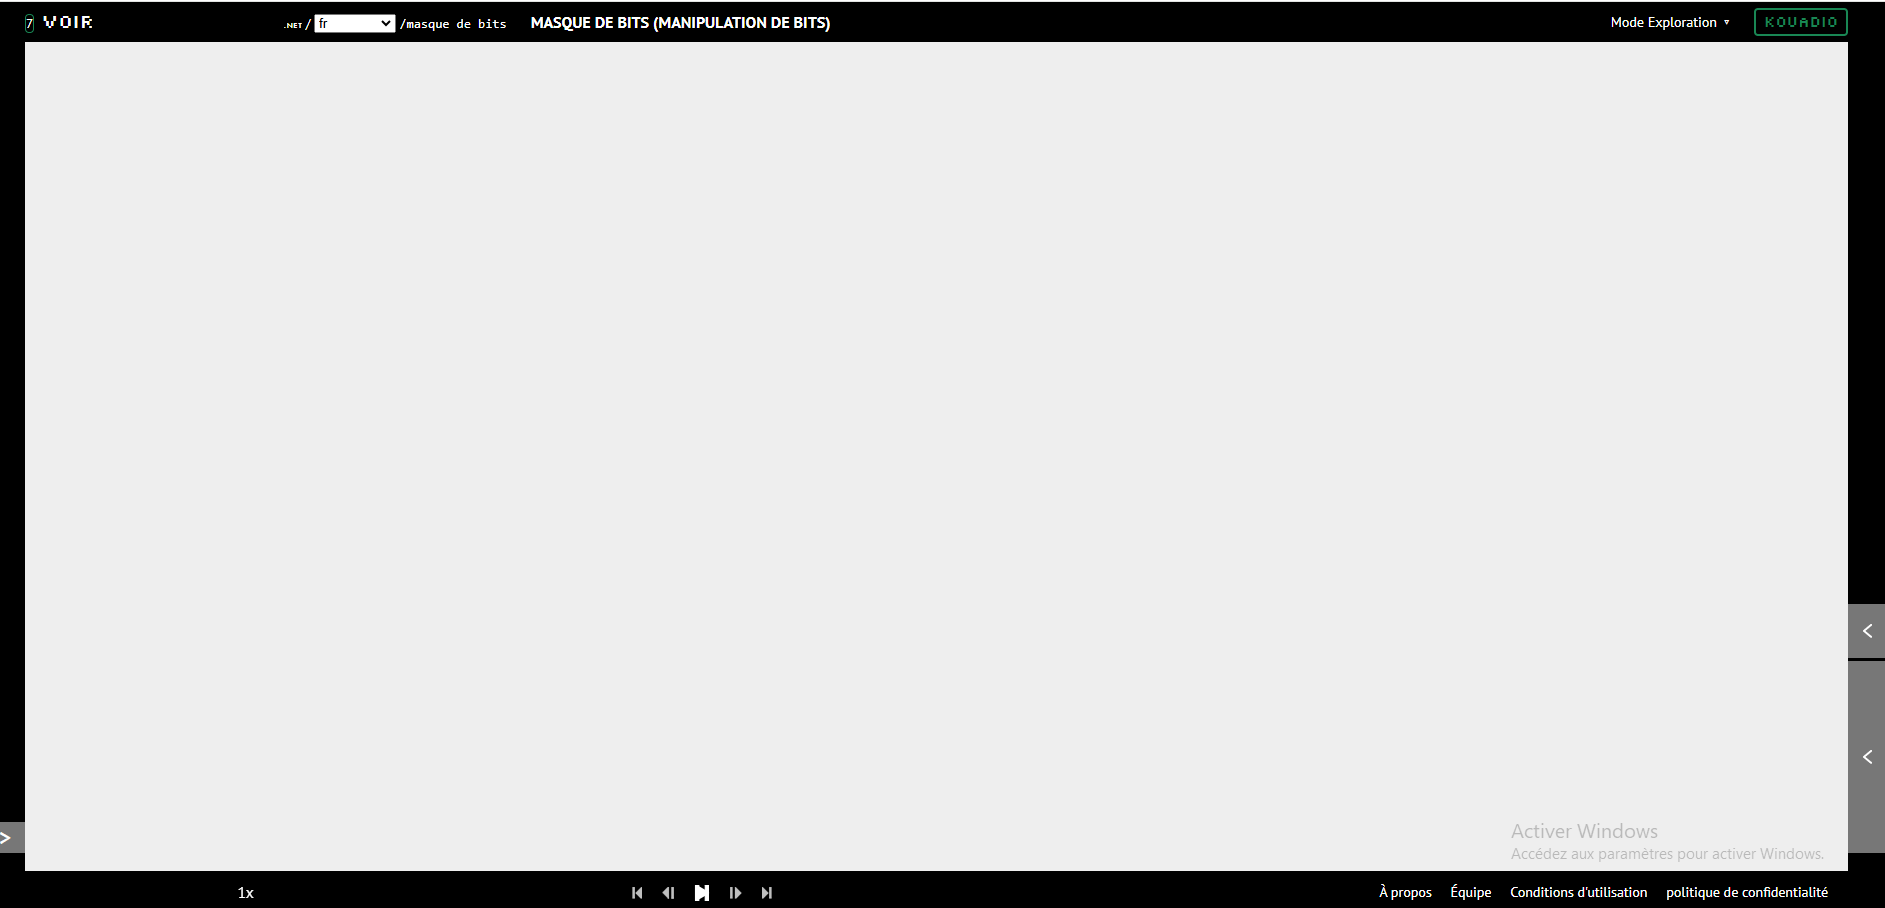 7 VOIR
.NET / fr /masque de bits MASQUE DE BITS (MANIPULATION DE BITS) Mode Exploration ▼ KOUADIO
Activer Windows
Accédez aux paramètres pour activer Windows.
1x À propos Équipe Conditions d'utilisation politique de confidentialité